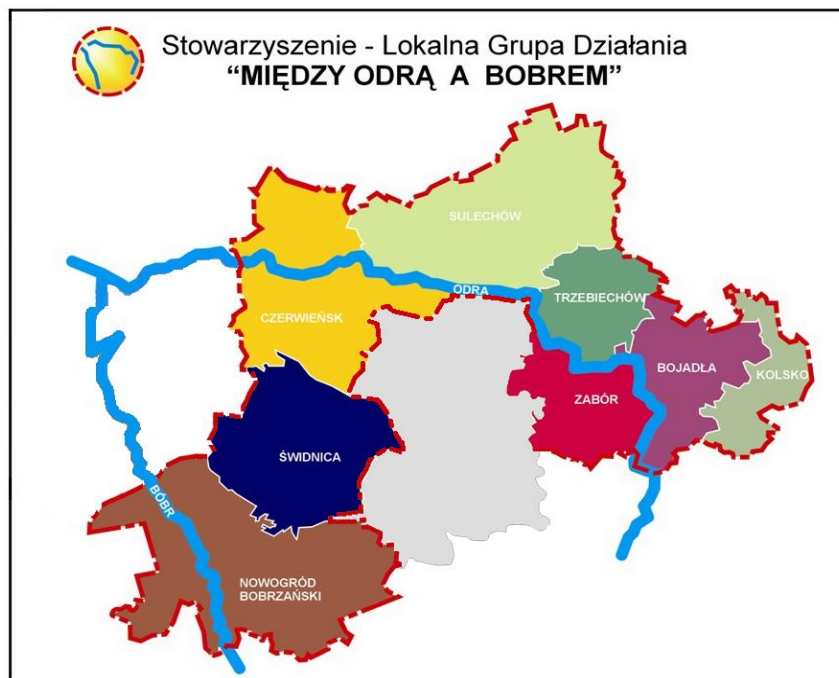 Stowarzyszenie - Lokalna Grupa Działania
“MIĘDZY ODRĄ A BOBREM”
SULECHÓW
ODRA
TRZEBIECHÓW
CZERWIEŃSK
BOJADŁA
KOLSKO
ZABÓR
ŚWIDNICA
BÓBR
NOWOGRÓD
BOBRZAŃSKI